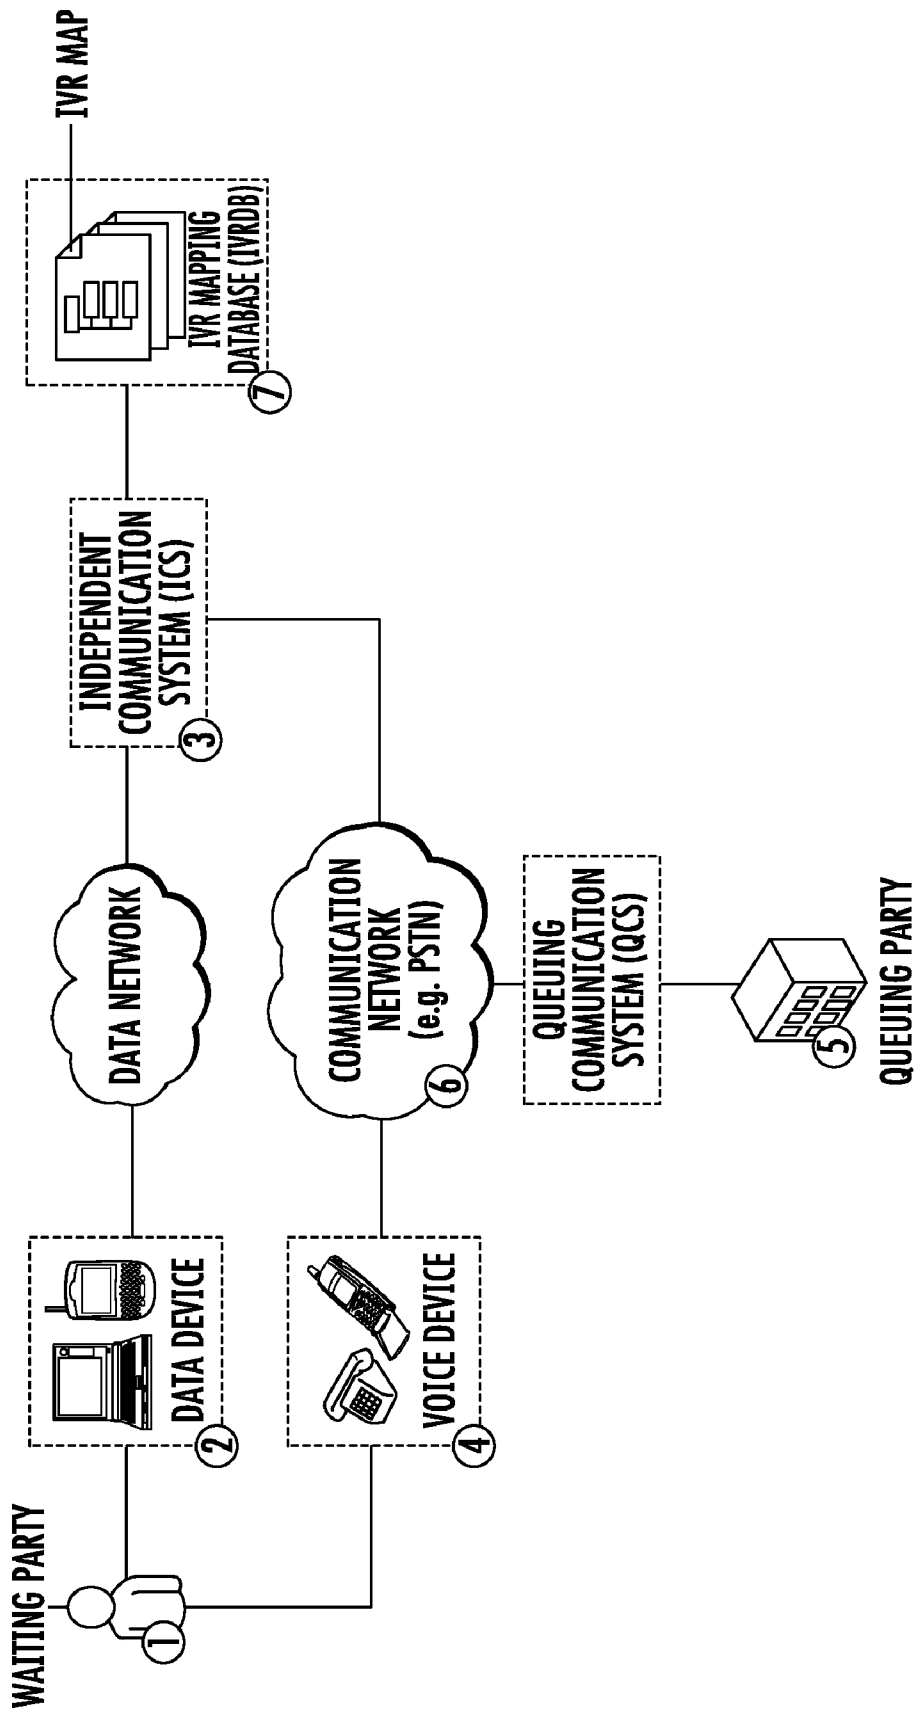 WAITING PARTY
1
DATA DEVICE
2
DATA NETWORK
INDEPENDENT
COMMUNICATION
SYSTEM (ICS)
3
IVR MAP
IVR MAPPING
DATABASE (IVRDB)
7
VOICE DEVICE
4
COMMUNICATION
NETWORK
(e.g. PSTN)
6
QUEUING
COMMUNICATION
SYSTEM (QCS)
5
QUEUING PARTY